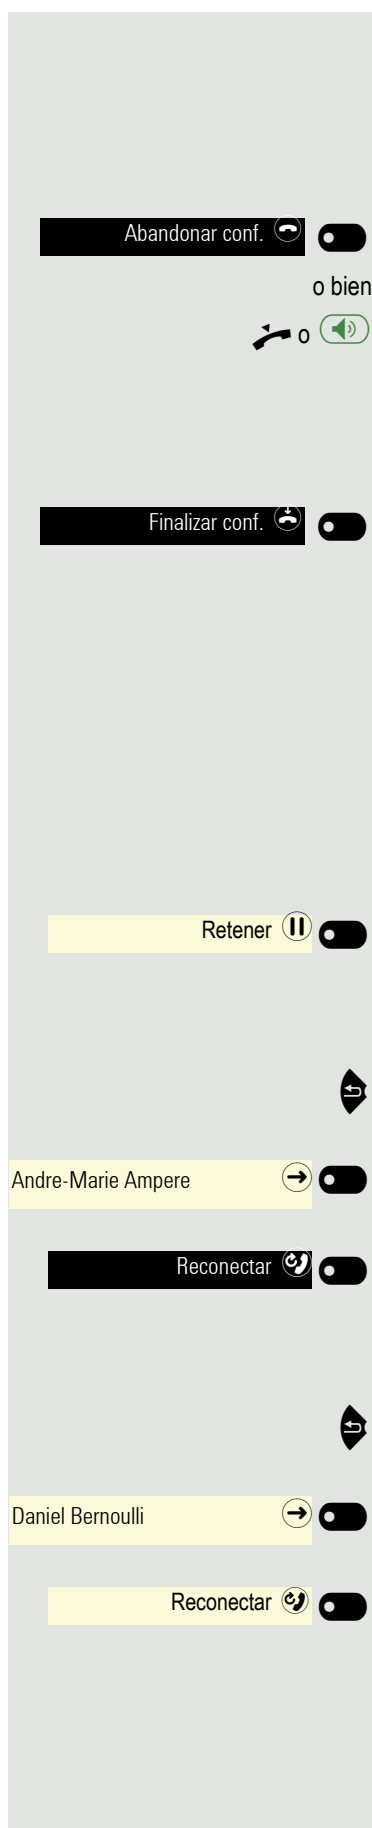 Abandonar conf.
o bien
o
Finalizar conf.
Retener
Andre-Marie Ampere
Reconectar
Daniel Bernoulli
Reconectar